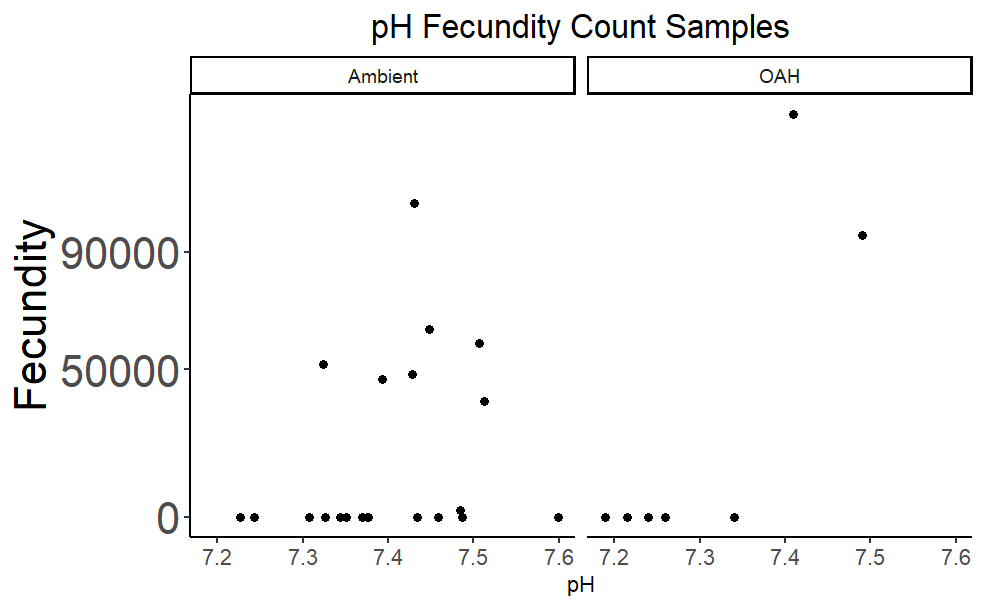 pH Fecundity Count Samples
Ambient
OAH
Fecundity
90000
50000
0
7.2 7.3 7.4 7.5 7.6
7.2 7.3 7.4 7.5 7.6
pH